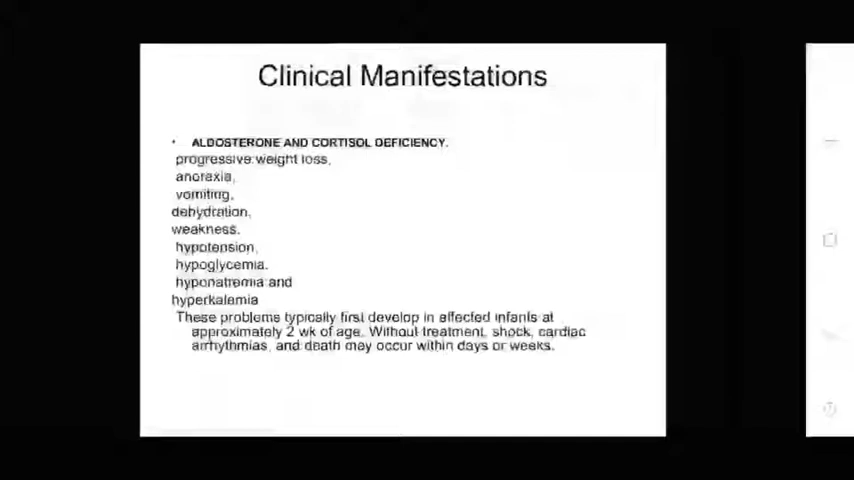 Clinical Manifestations
• ALDOSTERONE AND CORTISOL DEFICIENCY.
progressive weight loss,
anorexia,
vomiting,
dehydration,
weakness.
hypotension,
hypoglycemia.
hyponatremia and
hyperkalemia
These problems typically first develop in affected infants at
approximately 2 wk of age. Without treatment, shock, cardiac
arrhythmias, and death may occur within days or weeks.